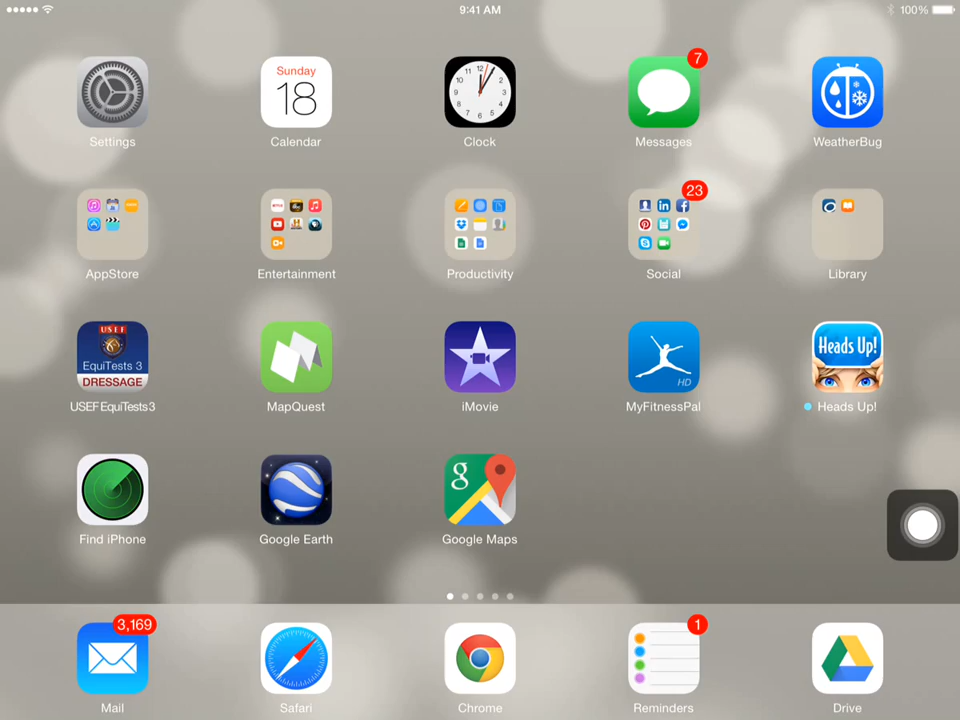 9:41 AM
100%
Sunday
18
7
Settings
Calendar
Clock
Messages
WeatherBug
23
AppStore
Entertainment
Productivity
Social
Library
USEF
EquiTests 3
DRESSAGE
HD
Heads Up!
USEF EquiTests3
MapQuest
iMovie
MyFitnessPal
Heads Up!
g
Find iPhone
Google Earth
Google Maps
3,169
1
Mail
Safari
Chrome
Reminders
Drive